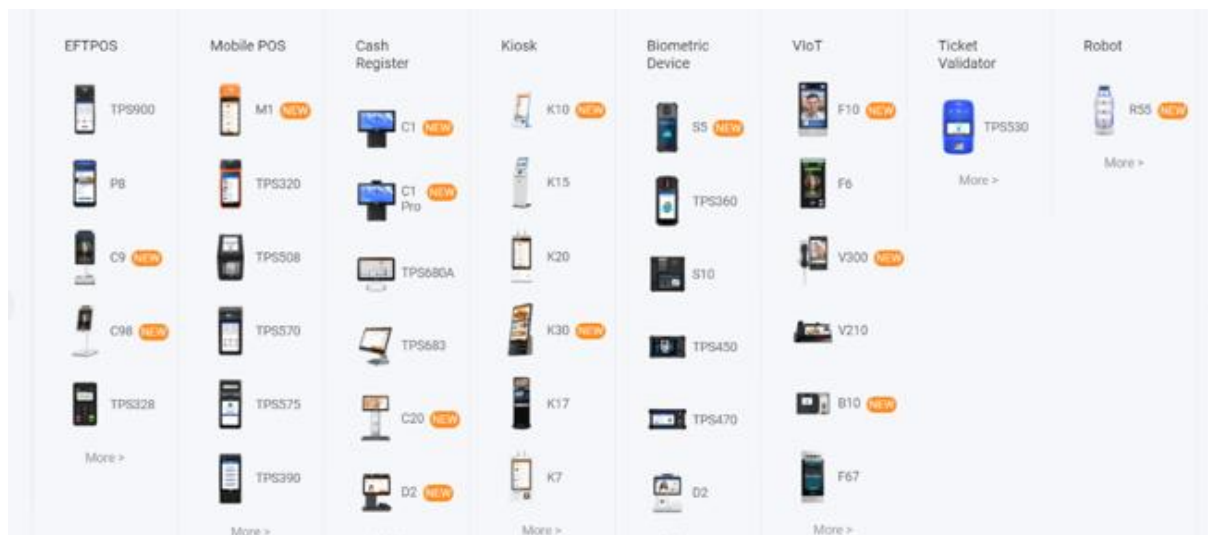 EFTPOS
TPS900
P8
C9 NEW
C98 NEW
TPS328
More >
Mobile POS
M1 NEW
TPS320
TPS508
TPS570
TPS575
TPS390
More >
Cash
Register
C1 NEW
C1 NEW
Pro
TPS680A
TPS683
C20 NEW
D2 NEW
Kiosk
K10 NEW
K15
K20
K30 NEW
K17
K7
More >
Biometric
Device
S5 NEW
TPS360
S10
TPS450
TPS470
D2
VIoT
F10 NEW
F6
V300 NEW
V210
B10 NEW
F67
More >
Ticket
Validator
TPS530
More >
Robot
R55 NEW
More >